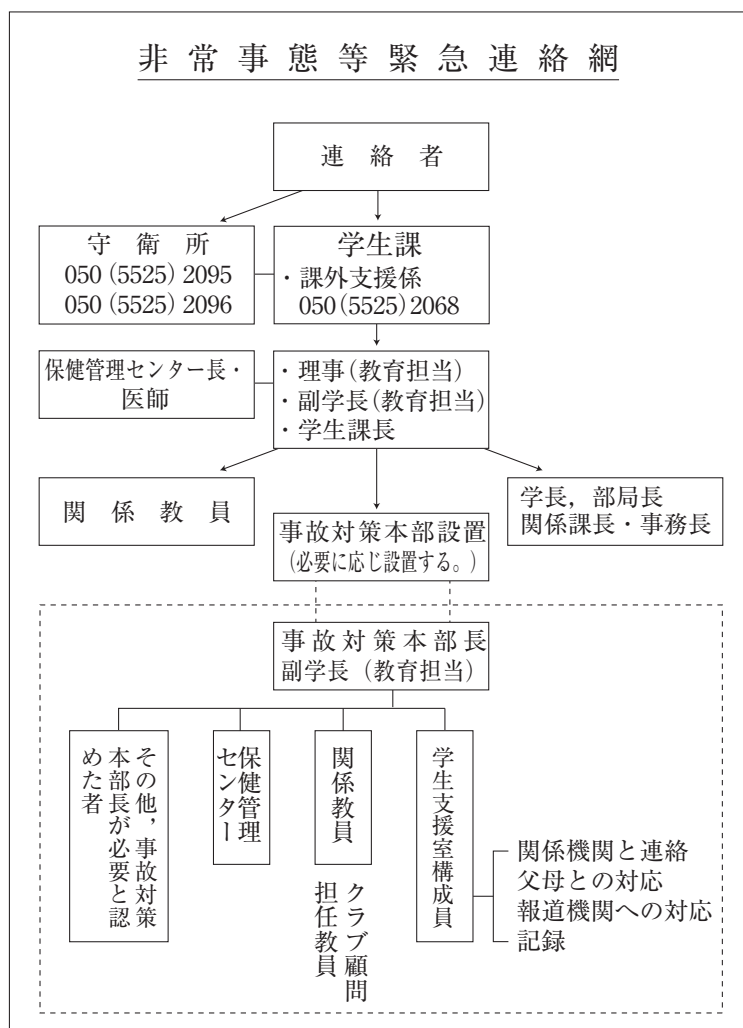 非常事態等緊急連絡網
連絡者
守衛所
050(5525)2095
050(5525)2096
学生課
・課外支援係
050(5525)2068
保健管理センター長・
医師
・理事(教育担当)
・副学長(教育担当)
・学生課長
関係教員
事故対策本部設置
(必要に応じ設置する。)
学長，部局長
関係課長・事務長
事故対策本部長
副学長(教育担当)
その他，事故対策
本部長が必要と認
めた者
保健管理
センター
関係教員
クラブ顧問
担任教員
学生支援室構成員
関係機関と連絡
父母との対応
報道機関への対応
記録